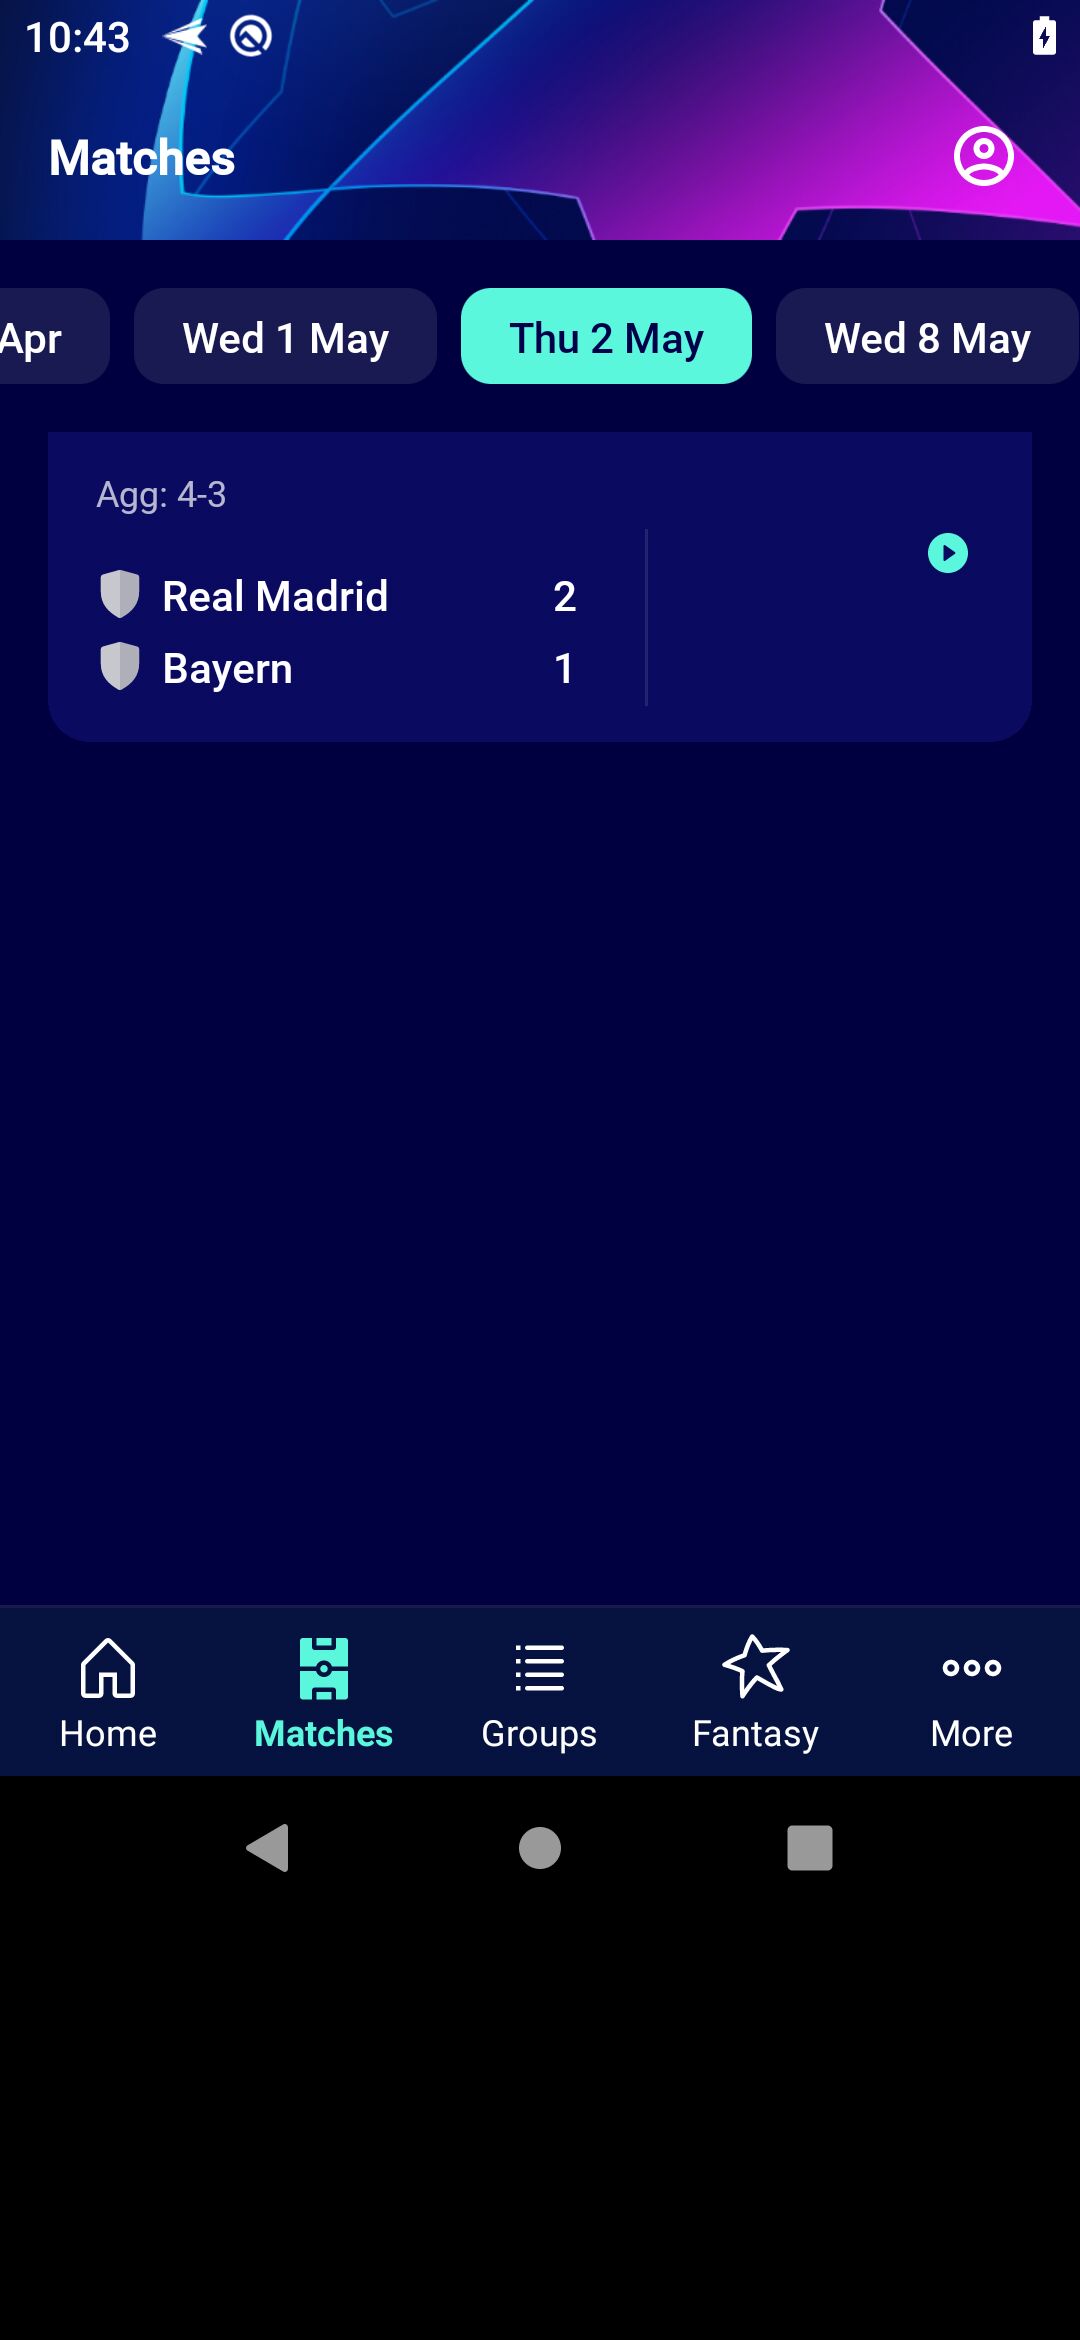 10:43
Matches
Apr
Wed 1 May
Thu 2 May
Wed 8 May
Agg: 4-3
Real Madrid 2
Bayern 1
Home
Matches
Groups
Fantasy
More